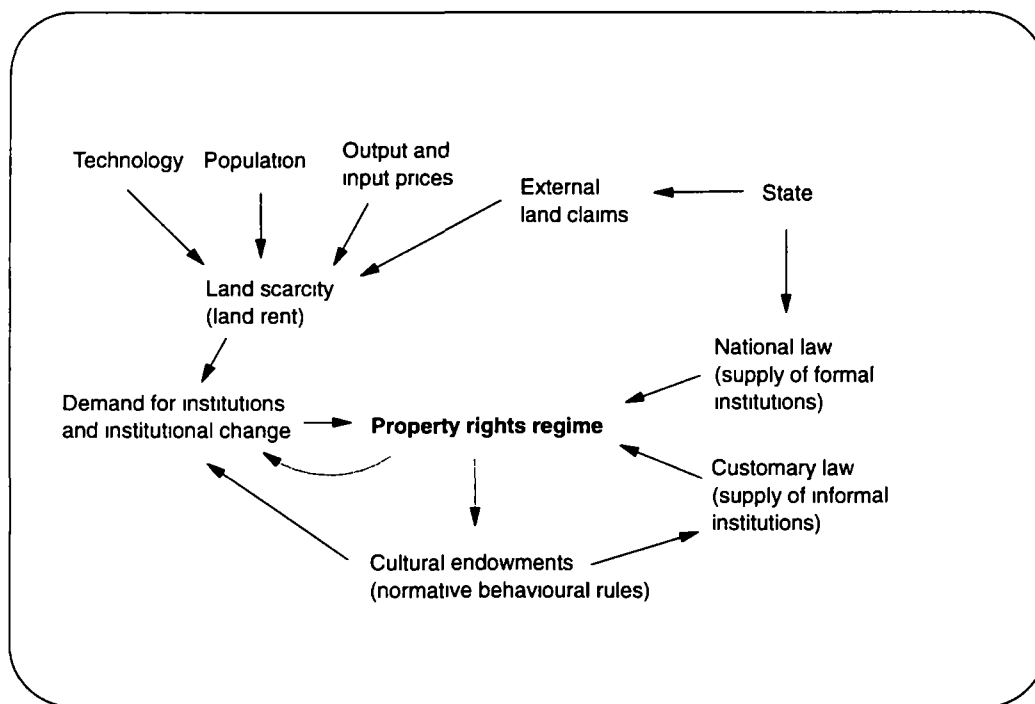 Technology
Population
Output and
input prices
External
land claims
State
Land scarcity
(land rent)
National law
(supply of formal
institutions)
Demand for institutions
and institutional change
Property rights regime
Customary law
(supply of informal
institutions)
Cultural endowments
(normative behavioural rules)